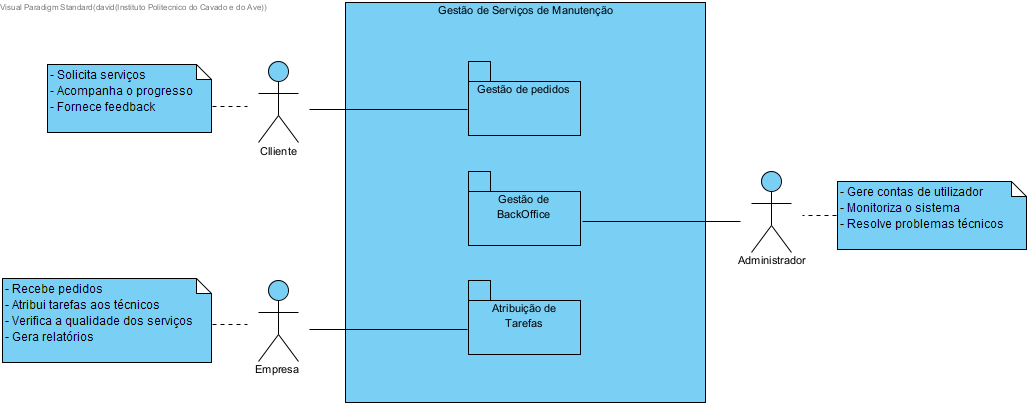 Visual Paradigm Standard(david(Instituto Politecnico do Cavado e do Ave))
Gestão de Serviços de Manutenção
- Solicita serviços
- Acompanha o progresso
- Fornece feedback
Clliente
Gestão de pedidos
Gestão de
BackOffice
- Gere contas de utilizador
- Monitoriza o sistema
- Resolve problemas técnicos
Administrador
- Recebe pedidos
- Atribui tarefas aos técnicos
- Verifica a qualidade dos serviços
- Gera relatórios
Empresa
Atribuição de
Tarefas